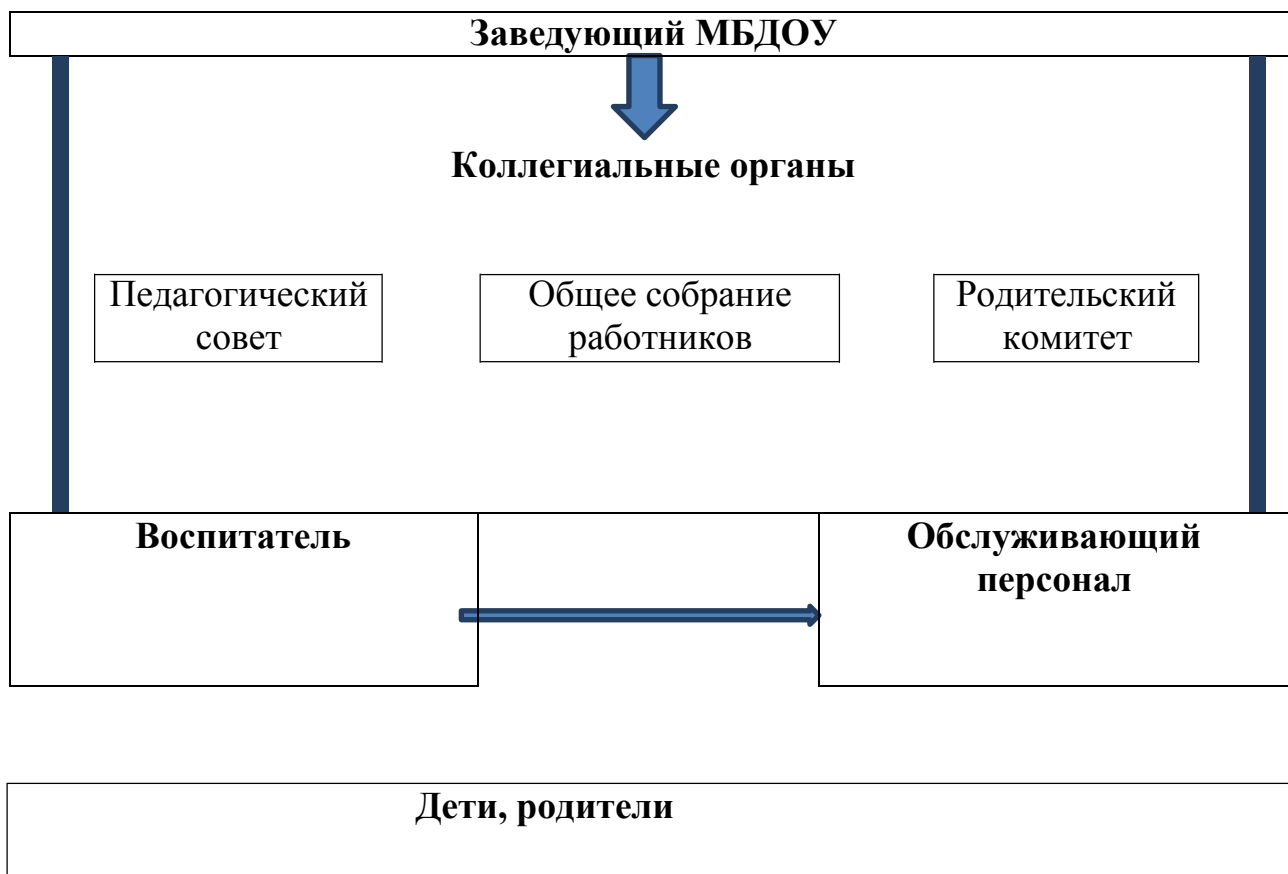 Заведующий МБДОУ
Коллегиальные органы
Педагогический
совет
Общее собрание
работников
Родительский
комитет
Воспитатель
Обслуживающий
персонал
Дети, родители